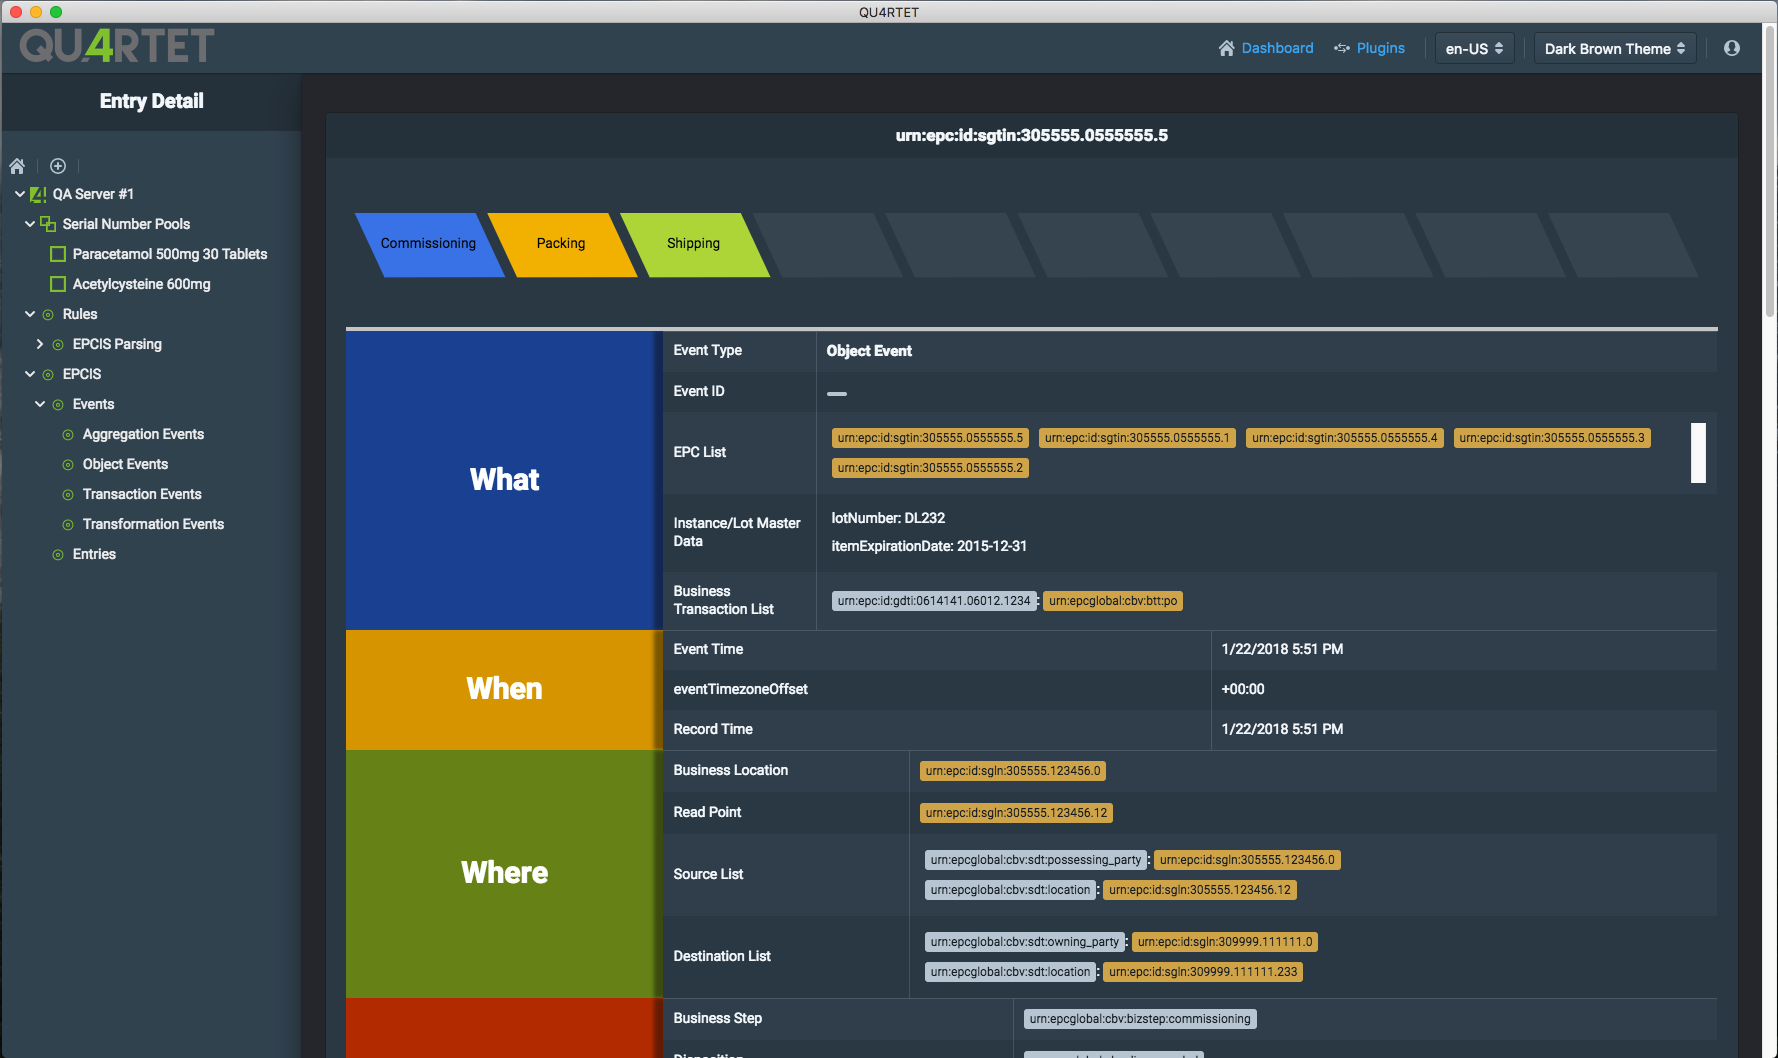 QU4RTET
QU4RTET
Dashboard
Plugins
en-US
Dark Brown Theme
Entry Detail
QA Server #1
Serial Number Pools
Paracetamol 500mg 30 Tablets
Acetylcysteine 600mg
Rules
EPCIS Parsing
EPCIS
Events
Aggregation Events
Object Events
Transaction Events
Transformation Events
Entries
urn:epc:id:sgtin:305555.0555555.5
Commissioning
Packing
Shipping
What
Event Type
Object Event
Event ID
EPC List
urn:epc:id:sgtin:305555.0555555.5 urn:epc:id:sgtin:305555.0555555.1 urn:epc:id:sgtin:305555.0555555.4 urn:epc:id:sgtin:305555.0555555.3
urn:epc:id:sgtin:305555.0555555.2
Instance/Lot Master
Data
lotNumber: DL232
itemExpirationDate: 2015-12-31
Business
Transaction List
urn:epc:id:gdti:0614141.06012.1234 : urn:epcglobal:cbv:btt:po
When
Event Time
1/22/2018 5:51 PM
eventTimezoneOffset
+00:00
Record Time
1/22/2018 5:51 PM
Where
Business Location
urn:epc:id:sgln:305555.123456.0
Read Point
urn:epc:id:sgln:305555.123456.12
Source List
urn:epcglobal:cbv:sdt:possessing_party : urn:epc:id:sgln:305555.123456.0
urn:epcglobal:cbv:sdt:location : urn:epc:id:sgln:305555.123456.12
Destination List
urn:epcglobal:cbv:sdt:owning_party : urn:epc:id:sgln:309999.111111.0
urn:epcglobal:cbv:sdt:location : urn:epc:id:sgln:309999.111111.233
Business Step
urn:epcglobal:cbv:bizstep:commissioning
Disposition